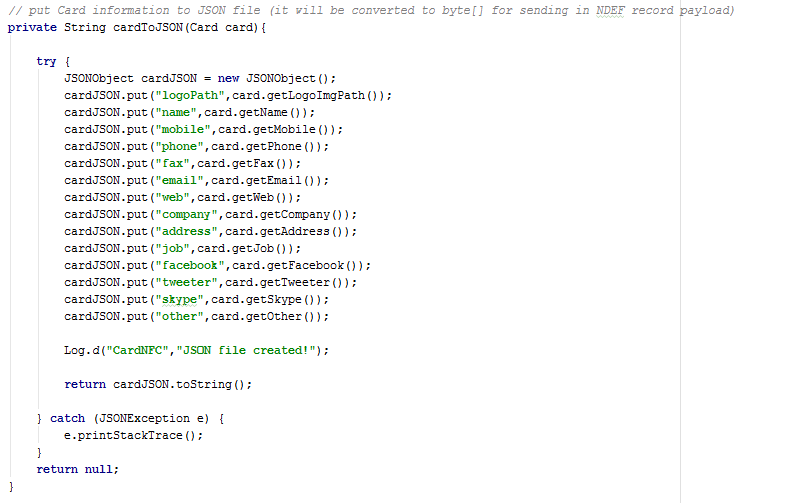 // put Card information to JSON file (it will be converted to byte[] for sending in NDEF record payload)
private String cardToJSON(Card card){
try {
JSONObject cardJSON = new JSONObject();
cardJSON.put("logoPath",card.getLogoImgPath());
cardJSON.put("name",card.getName());
cardJSON.put("mobile",card.getMobile());
cardJSON.put("phone",card.getPhone());
cardJSON.put("fax",card.getFax());
cardJSON.put("email",card.getEmail());
cardJSON.put("web",card.getWeb());
cardJSON.put("company",card.getCompany());
cardJSON.put("address",card.getAddress());
cardJSON.put("job",card.getJob());
cardJSON.put("facebook",card.getFacebook());
cardJSON.put("tweeter",card.getTweeter());
cardJSON.put("skype",card.getSkype());
cardJSON.put("other",card.getOther());
Log.d("CardNFC","JSON file created!");
return cardJSON.toString();
} catch (JSONException e) {
e.printStackTrace();
}
return null;
}